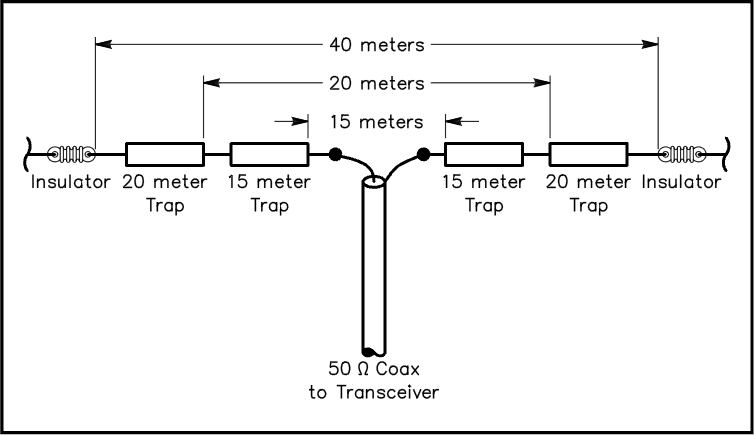 40 meters
20 meters
15 meters
Insulator
20 meter
Trap
15 meter
Trap
15 meter
Trap
20 meter
Trap
Insulator
50 Ω Coax
to Transceiver